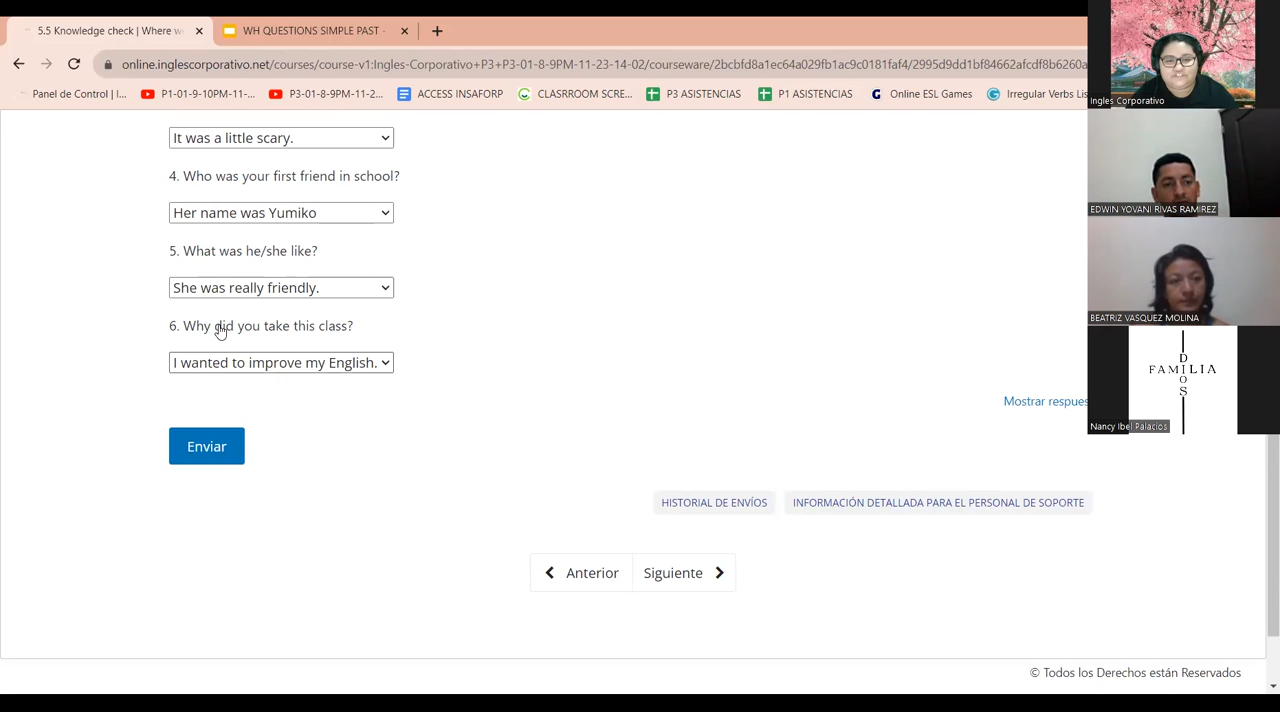 5.5 Knowledge check | Where w
WH QUESTIONS SIMPLE PAST -
online.inglescorporativo.net/courses/course-v1:Ingles-Corporativo+P3+P3-01-8-9PM-11-23-14-02/courseware/2bcbfd8a1ec64a029fb1ac9c0181faf4/2995d9dd1bf84662afcdf8b6260a
Panel de Control | I...
P1-01-9-10PM-11-...
P3-01-8-9PM-11-2...
ACCESS INSAFORP
CLASRROOM SCRE...
P3 ASISTENCIAS
P1 ASISTENCIAS
Online ESL Games
Irregular Verbs Lis
Ingles Corporativo
It was a little scary.
4. Who was your first friend in school?
Her name was Yumiko
EDWIN YOVANI RIVAS RAMIREZ
5. What was he/she like?
She was really friendly.
BEATRIZ VASQUEZ MOLINA
6. Why did you take this class?
I wanted to improve my English.
DIOS
FAMILIA
Nancy Ibel Palacios
Mostrar respues
Enviar
HISTORIAL DE ENVÍOS
INFORMACIÓN DETALLADA PARA EL PERSONAL DE SOPORTE
Anterior
Siguiente
© Todos los Derechos están Reservados